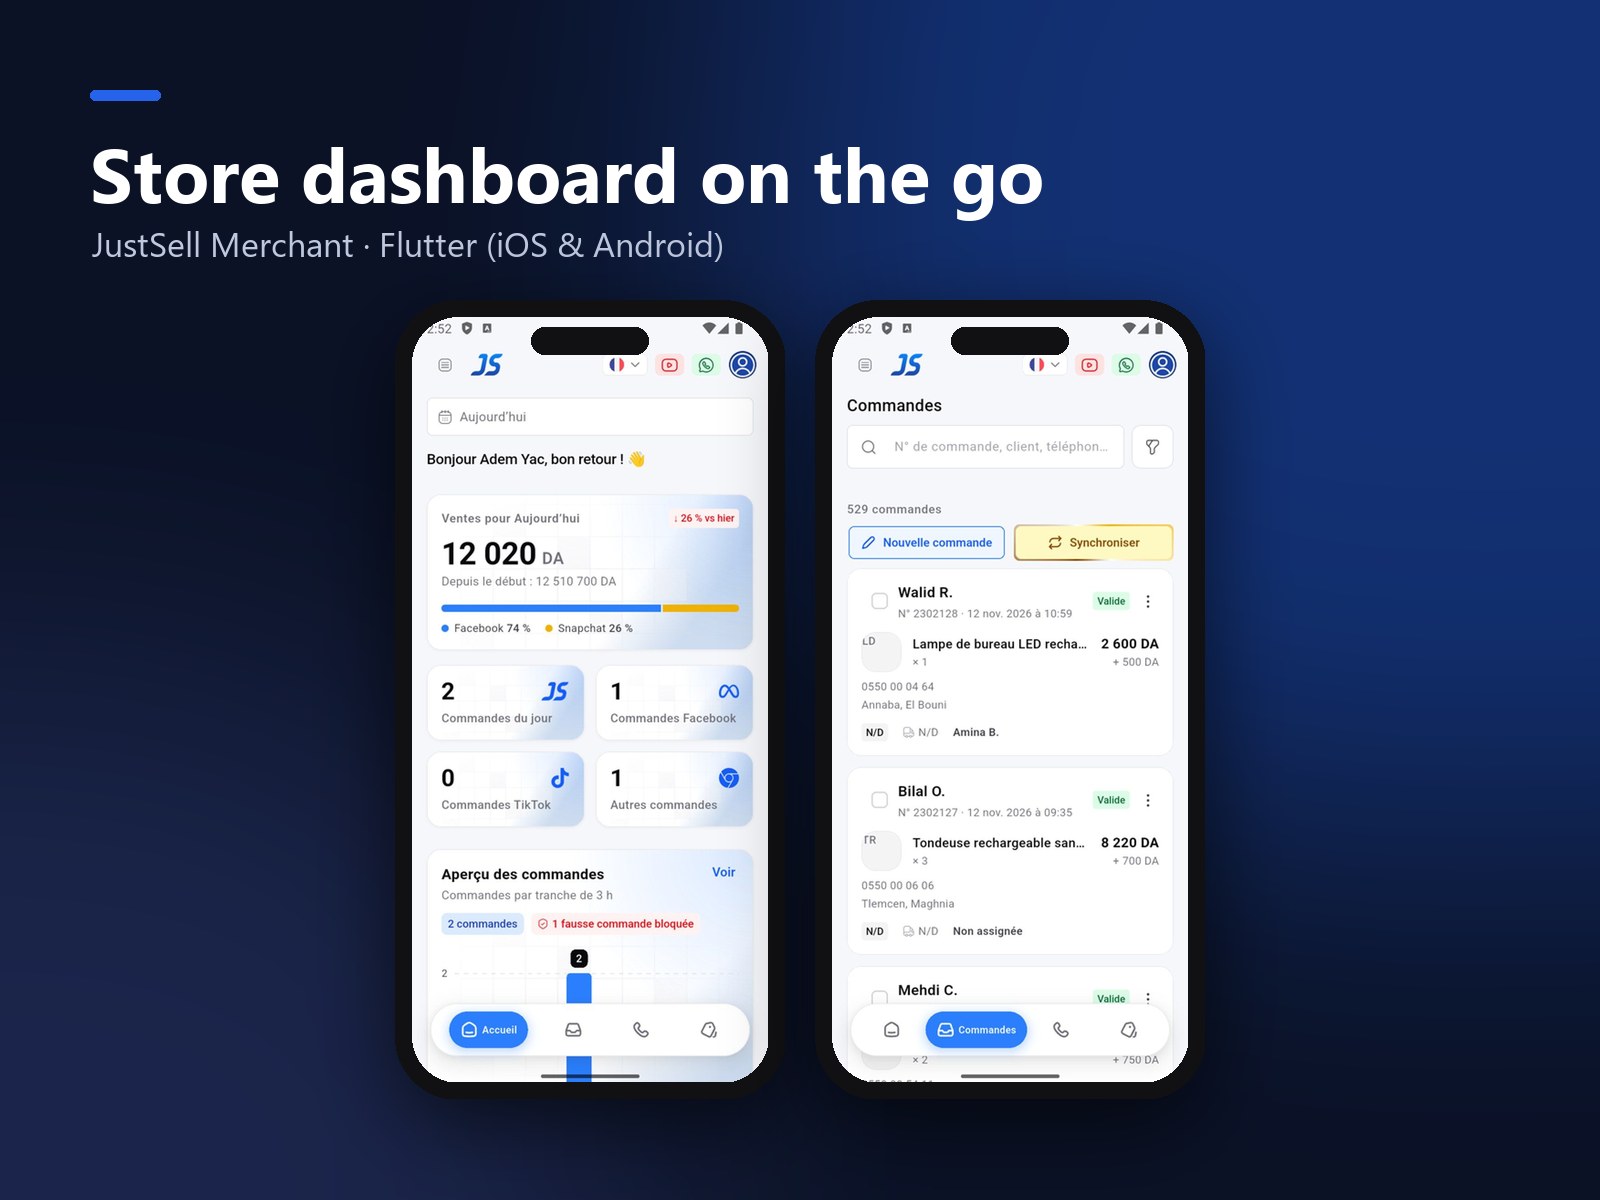 Store dashboard on the go
JustSell Merchant · Flutter (iOS & Android)
2:52
JS
Aujourd'hui
Bonjour Adem Yac, bon retour ! 👋
Ventes pour Aujourd'hui
↓ 26 % vs hier
12 020 DA
Depuis le début : 12 510 700 DA
Facebook 74 %
Snapchat 26 %
2
JS
Commandes du jour
1
Commandes Facebook
0
Commandes TikTok
1
Autres commandes
Aperçu des commandes
Voir
Commandes par tranche de 3 h
2 commandes
1 fausse commande bloquée
2
2
Accueil
2:52
JS
Commandes
N° de commande, client, téléphon...
529 commandes
Nouvelle commande
Synchroniser
Walid R.
N° 2302128 · 12 nov. 2026 à 10:59
Valide
LD
Lampe de bureau LED recha...
2 600 DA
× 1
+ 500 DA
0550 00 04 64
Annaba, El Bouni
N/D
N/D
Amina B.
Bilal O.
N° 2302127 · 12 nov. 2026 à 09:35
Valide
TR
Tondeuse rechargeable san...
8 220 DA
× 3
+ 700 DA
0550 00 06 06
Tlemcen, Maghnia
N/D
N/D
Non assignée
Mehdi C.
Valide
Commandes
× 2
+ 750 DA